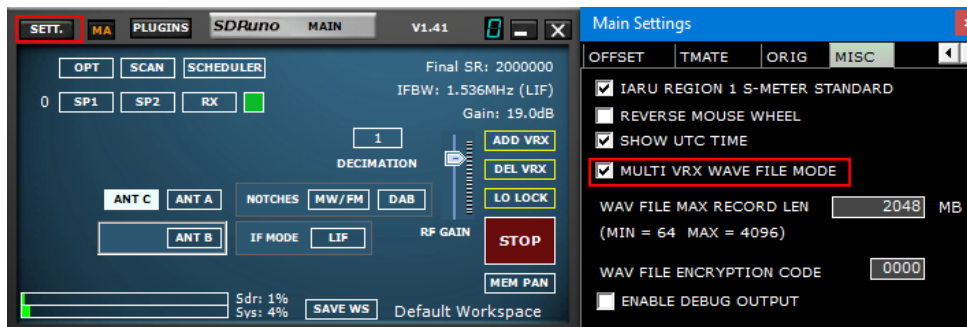 SETT. MA PLUGINS SDRuno MAIN V1.41 0
OPT SCAN SCHEDULER Final SR: 2000000
IFBW: 1.536MHz (LIF)
0 SP1 SP2 RX
Gain: 19.0dB
1 ADD VRX
DECIMATION
DEL VRX
ANT C ANT A NOTCHES MW/FM DAB LO LOCK
ANT B IF MODE LIF RF GAIN STOP
MEM PAN
Sdr: 1%
Sys: 4% SAVE WS Default Workspace
Main Settings
OFFSET TMATE ORIG MISC
IARU REGION 1 S-METER STANDARD
REVERSE MOUSE WHEEL
SHOW UTC TIME
MULTI VRX WAVE FILE MODE
WAV FILE MAX RECORD LEN 2048 MB
(MIN = 64 MAX = 4096)
WAV FILE ENCRYPTION CODE 0000
ENABLE DEBUG OUTPUT